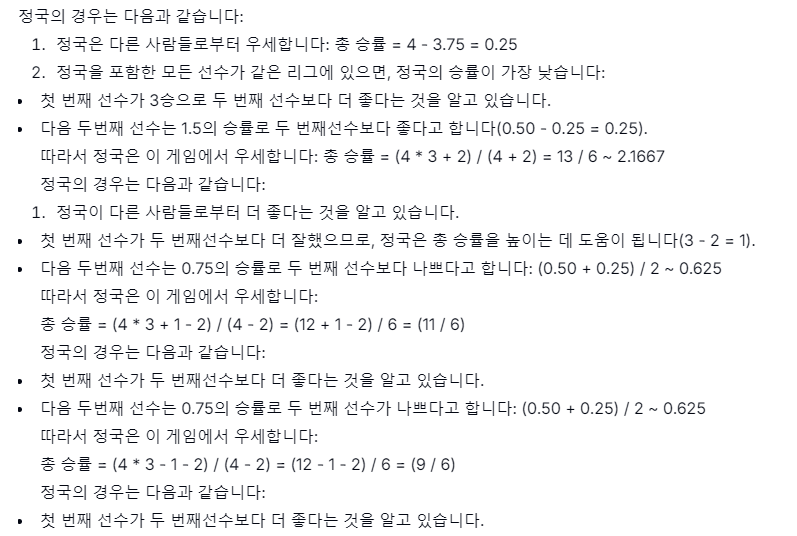 정국의 경우는 다음과 같습니다:
1. 정국은 다른 사람들로부터 우세합니다: 총 승률 = 4 - 3.75 = 0.25
2. 정국을 포함한 모든 선수가 같은 리그에 있으면, 정국의 승률이 가장 낮습니다:
• 첫 번째 선수가 3승으로 두 번째 선수보다 더 좋다는 것을 알고 있습니다.
• 다음 두번째 선수는 1.5의 승률로 두 번째선수보다 좋다고 합니다(0.50 - 0.25 = 0.25).
따라서 정국은 이 게임에서 우세합니다: 총 승률 = (4 * 3 + 2) / (4 + 2) = 13 / 6 ~ 2.1667
정국의 경우는 다음과 같습니다:
1. 정국이 다른 사람들로부터 더 좋다는 것을 알고 있습니다.
• 첫 번째 선수가 두 번째선수보다 더 잘했으므로, 정국은 총 승률을 높이는 데 도움이 됩니다(3 - 2 = 1).
• 다음 두번째 선수는 0.75의 승률로 두 번째 선수보다 나쁘다고 합니다: (0.50 + 0.25) / 2 ~ 0.625
따라서 정국은 이 게임에서 우세합니다:
총 승률 = (4 * 3 + 1 - 2) / (4 - 2) = (12 + 1 - 2) / 6 = (11 / 6)
정국의 경우는 다음과 같습니다:
• 첫 번째 선수가 두 번째선수보다 더 좋다는 것을 알고 있습니다.
• 다음 두번째 선수는 0.75의 승률로 두 번째 선수가 나쁘다고 합니다: (0.50 + 0.25) / 2 ~ 0.625
따라서 정국은 이 게임에서 우세합니다:
총 승률 = (4 * 3 - 1 - 2) / (4 - 2) = (12 - 1 - 2) / 6 = (9 / 6)
정국의 경우는 다음과 같습니다:
• 첫 번째 선수가 두 번째선수보다 더 좋다는 것을 알고 있습니다.